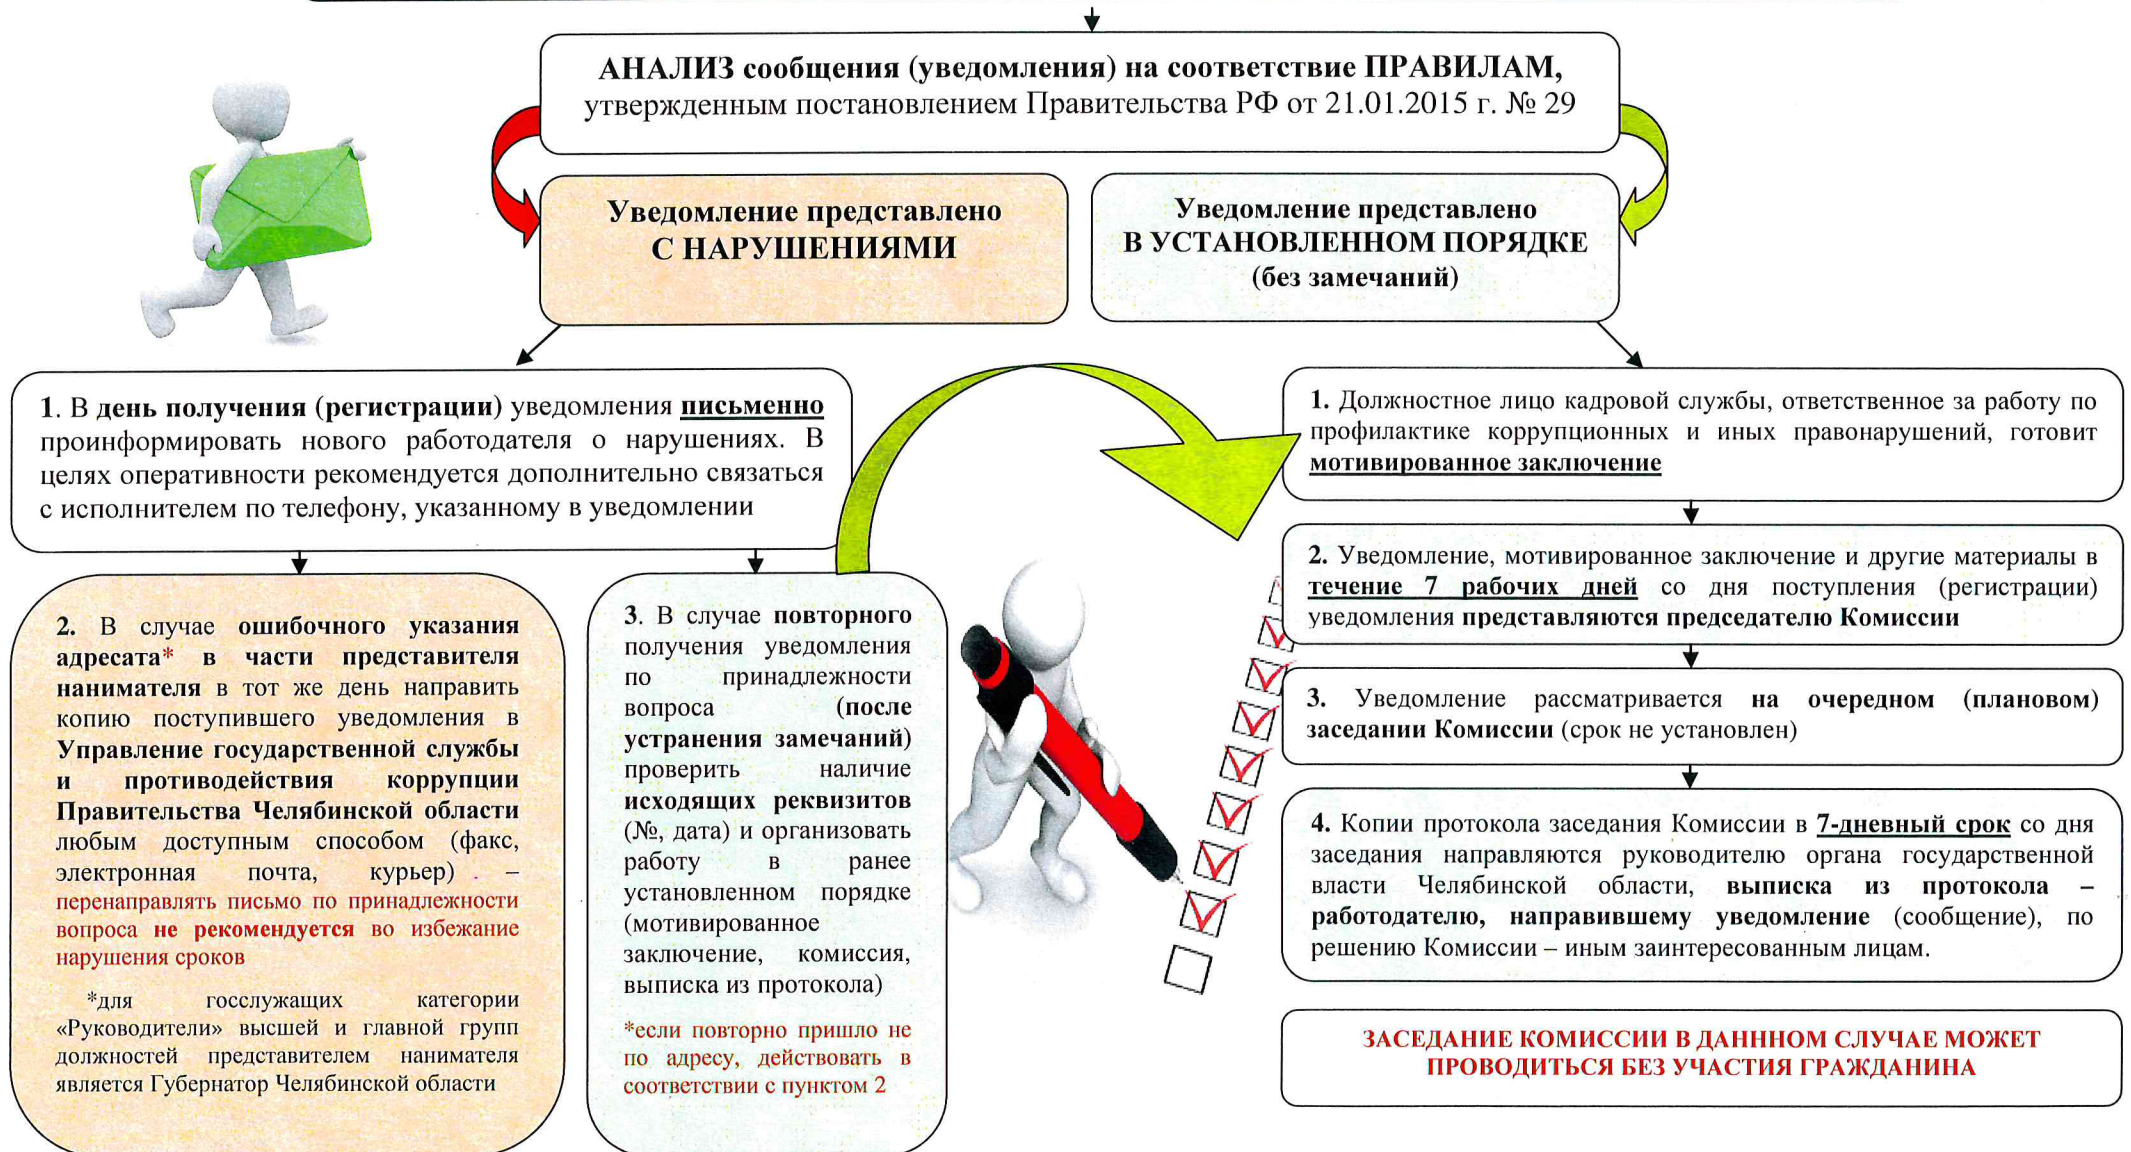 АНАЛИЗ сообщения (уведомления) на соответствие ПРАВИЛАМ,
утвержденным постановлением Правительства РФ от 21.01.2015 г. № 29
Уведомление представлено
С НАРУШЕНИЯМИ
Уведомление представлено
В УСТАНОВЛЕННОМ ПОРЯДКЕ
(без замечаний)
1. В день получения (регистрации) уведомления письменно
проинформировать нового работодателя о нарушениях. В
целях оперативности рекомендуется дополнительно связаться
с исполнителем по телефону, указанному в уведомлении
2. В случае ошибочного указания
адресата* в части представителя
нанимателя в тот же день направить
копию поступившего уведомления в
Управление государственной службы
и противодействия коррупции
Правительства Челябинской области
любым доступным способом (факс,
электронная почта, курьер) –
перенаправлять письмо по принадлежности
вопроса не рекомендуется во избежание
нарушения сроков
*для госслужащих категории
«Руководители» высшей и главной групп
должностей представителем нанимателя
является Губернатор Челябинской области
3. В случае повторного
получения уведомления
по принадлежности
вопроса (после
устранения замечаний)
проверить наличие
исходящих реквизитов
(№, дата) и организовать
работу в ранее
установленном порядке
(мотивированное
заключение, комиссия,
выписка из протокола)
*если повторно пришло не
по адресу, действовать в
соответствии с пунктом 2
1. Должностное лицо кадровой службы, ответственное за работу по
профилактике коррупционных и иных правонарушений, готовит
мотивированное заключение
2. Уведомление, мотивированное заключение и другие материалы в
течение 7 рабочих дней со дня поступления (регистрации)
уведомления представляются председателю Комиссии
3. Уведомление рассматривается на очередном (плановом)
заседании Комиссии (срок не установлен)
4. Копии протокола заседания Комиссии в 7-дневный срок со дня
заседания направляются руководителю органа государственной
власти Челябинской области, выписка из протокола –
работодателю, направившему уведомление (сообщение), по
решению Комиссии – иным заинтересованным лицам.
ЗАСЕДАНИЕ КОМИССИИ В ДАНННОМ СЛУЧАЕ МОЖЕТ
ПРОВОДИТЬСЯ БЕЗ УЧАСТИЯ ГРАЖДАНИНА